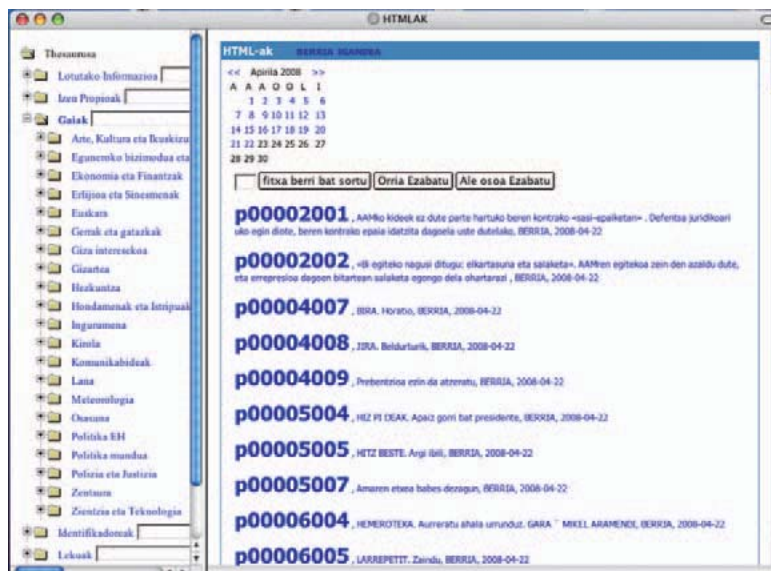 HTMLAK
Thesaurusa
Lotutako Informazioa
Izen Propioak
Gaiak
Arte, Kultura eta Ikuskizu
Eguneroko bizimodua eta
Ekonomia eta Finantzak
Erlijioa eta Sinesmenak
Euskara
Gerrak eta gatazkak
Giza interesekoa
Gizartea
Hezkuntza
Hondamenak eta Istripuak
Ingurumena
Kirola
Komunikabideak
Lana
Meteorologia
Osasuna
Politika EH
Politika mundua
Polizia eta Justizia
Zentsura
Zientzia eta Teknologia
Identifikadoreak
Lekuak
HTML-ak BERRIA IGANDEA
<< Apirila 2008 >>
A A A O O L I
1 2 3 4 5 6
7 8 9 10 11 12 13
14 15 16 17 18 19 20
21 22 23 24 25 26 27
28 29 30
fitxa berri bat sortu Orria Ezabatu Ale osoa Ezabatu
p00002001 , AAMko kideek ez dute parte hartuko beren kontrako «sasi-epaiketan» . Defentsa juridikoari
uko egin diote, beren kontrako epaia idatzita dagoela uste dutelako, BERRIA, 2008-04-22
p00002002 , «Bi egiteko nagusi ditugu; elkartasuna eta salaketa». AAMren egitekoa zein den azaldu dute,
eta errepresioa dagoen bitartean salaketa egongo dela ohartarazi , BERRIA, 2008-04-22
p00004007 , BIRA. Horatio, BERRIA, 2008-04-22
p00004008 , JIRA. Beldurturik, BERRIA, 2008-04-22
p00004009 , Prebentzioa ezin da atzeratu, BERRIA, 2008-04-22
p00005004 , HIZ PI DEAK. Apaiz gorri bat presidente, BERRIA, 2008-04-22
p00005005 , HITZ BESTE. Argi ibili, BERRIA, 2008-04-22
p00005007 , Amaren etxea babes dezagun, BERRIA, 2008-04-22
p00006004 , HEMEROTEKA. Aurreratu ahala urrunduz. GARA ¨ MIKEL ARAMENDI, BERRIA, 2008-04-22
p00006005 , LARREPETIT. Zaindu, BERRIA, 2008-04-22